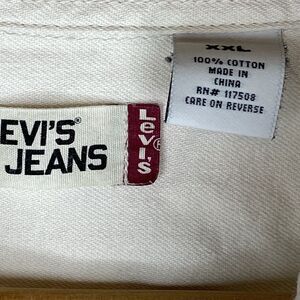 EVI'S®
JEANS
LeVi's®
XXL
100% COTTON
MADE IN
CHINA
RN# 117508
CARE ON REVERSE